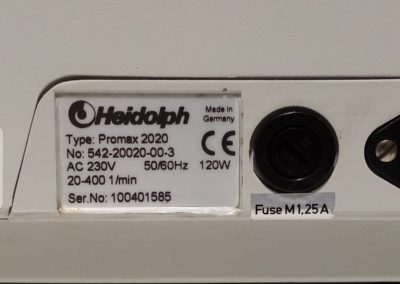 Heidolph
Made in
Germany
Type: Promax 2020
No: 542-20020-00-3
CE
AC 230V 50/60Hz 120W
20-400 1/min
Ser.No: 100401585
Fuse M 1,25 A